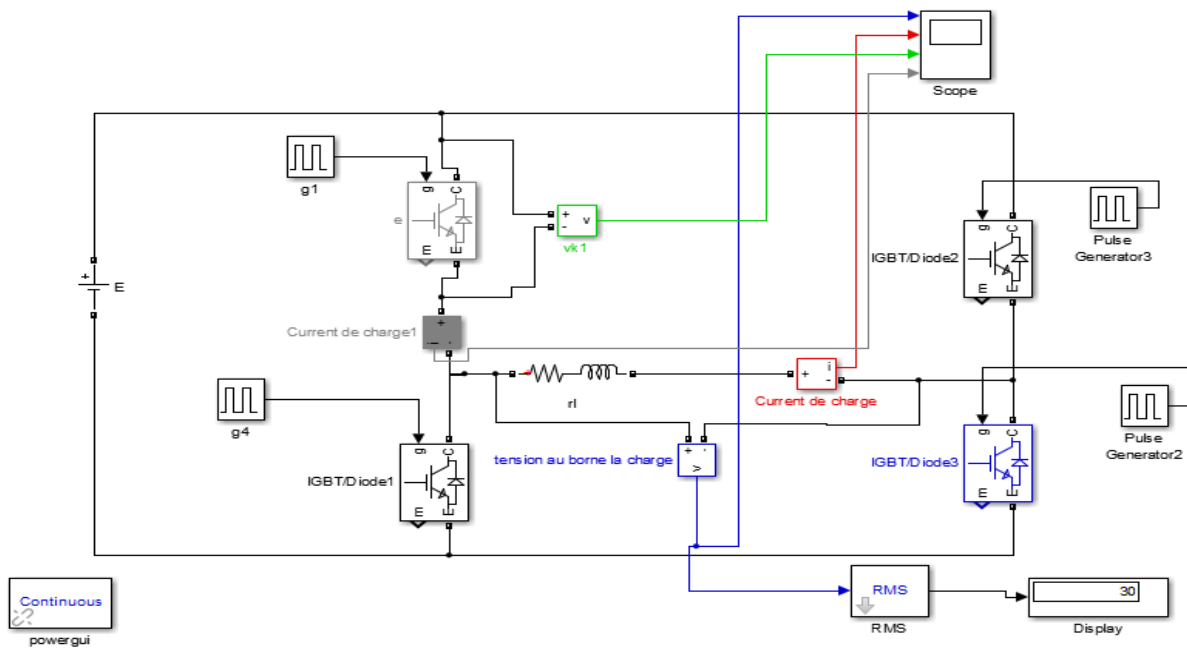 Scope
g1
g C
e
m E
+ v
-
vk1
g C
IGBT/Diode2
m E
Pulse
Generator3
+
E
Current de charge1
+
rl
+ i
-
Current de charge
g4
g C
IGBT/Diode1
m E
tension au borne la charge
+ -
v
g C
IGBT/Diode3
m E
Pulse
Generator2
Continuous
powergui
RMS
RMS
30
Display